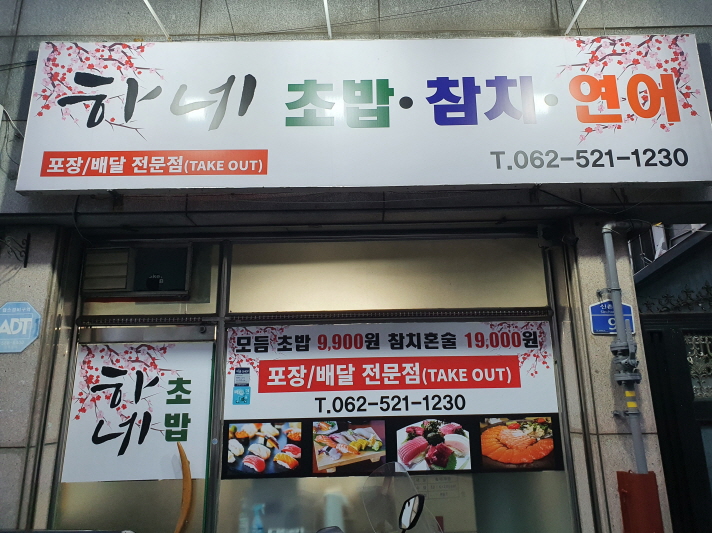 하네 초밥·참치·연어
포장/배달 전문점(TAKE OUT)
T.062-521-1230
모듬 초밥 9,900원 참치혼술 19,000원
포장/배달 전문점(TAKE OUT)
T.062-521-1230
하네
초밥
ADT